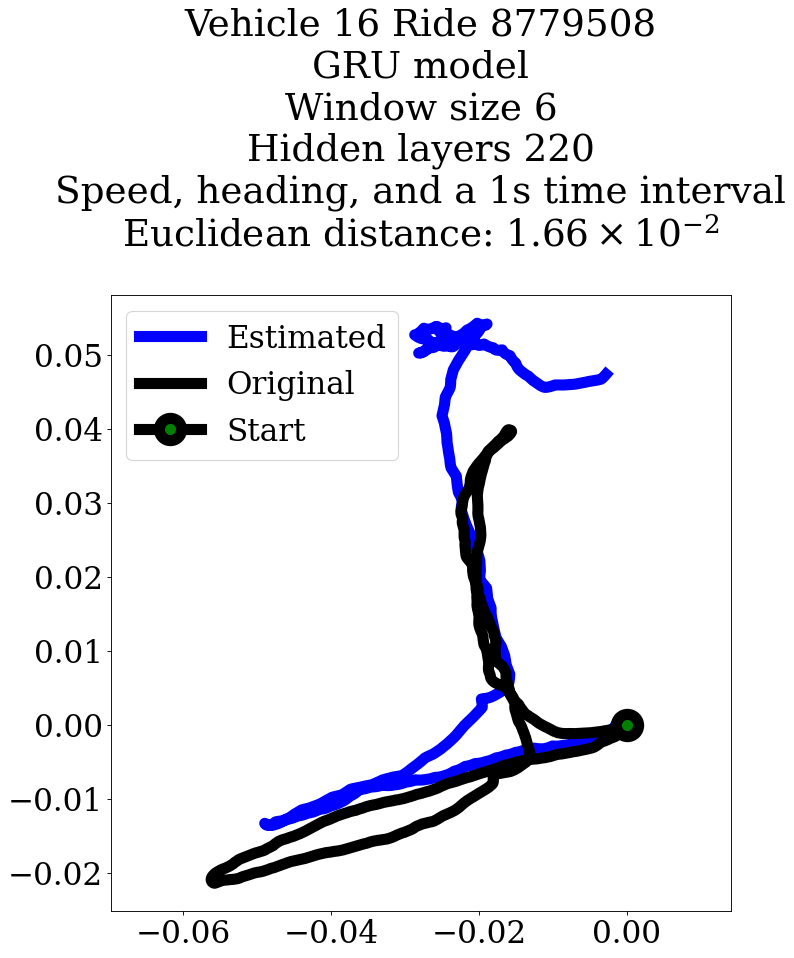 Vehicle 16 Ride 8779508
GRU model
Window size 6
Hidden layers 220
Speed, heading, and a 1s time interval
Euclidean distance: 1.66 × 10⁻²
Estimated
Original
Start
0.05
0.04
0.03
0.02
0.01
0.00
−0.01
−0.02
−0.06 −0.04 −0.02 0.00